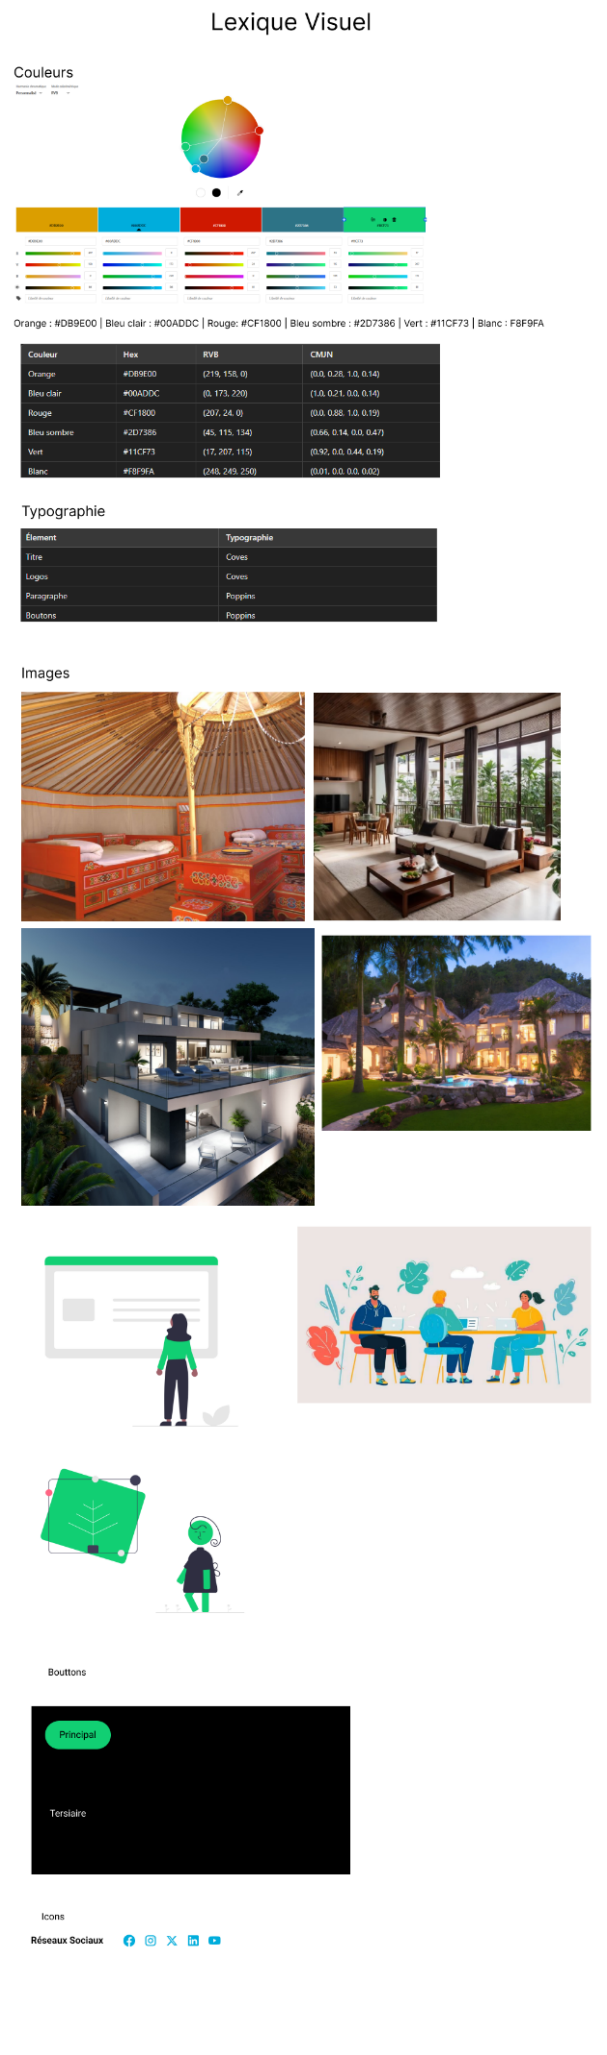 Lexique Visuel
Couleurs
RVB
Orange : #DB9E00 | Bleu clair : #00ADDC | Rouge: #CF1800 | Bleu sombre : #2D7386 | Vert : #11CF73 | Blanc : F8F9FA
Couleur Hex RVB CMJN
Orange #DB9E00 (219, 158, 0) (0.0, 0.28, 1.0, 0.14)
Bleu clair #00ADDC (0, 173, 220) (1.0, 0.21, 0.0, 0.14)
Rouge #CF1800 (207, 24, 0) (0.0, 0.88, 1.0, 0.19)
Bleu sombre #2D7386 (45, 115, 134) (0.66, 0.14, 0.0, 0.47)
Vert #11CF73 (17, 207, 115) (0.92, 0.0, 0.44, 0.19)
Blanc #F8F9FA (248, 249, 250) (0.01, 0.0, 0.0, 0.02)
Typographie
Élement Typographie
Titre Coves
Logos Coves
Paragraphe Poppins
Boutons Poppins
Images
Bouttons
Principal
Tersiaire
Icons
Réseaux Sociaux